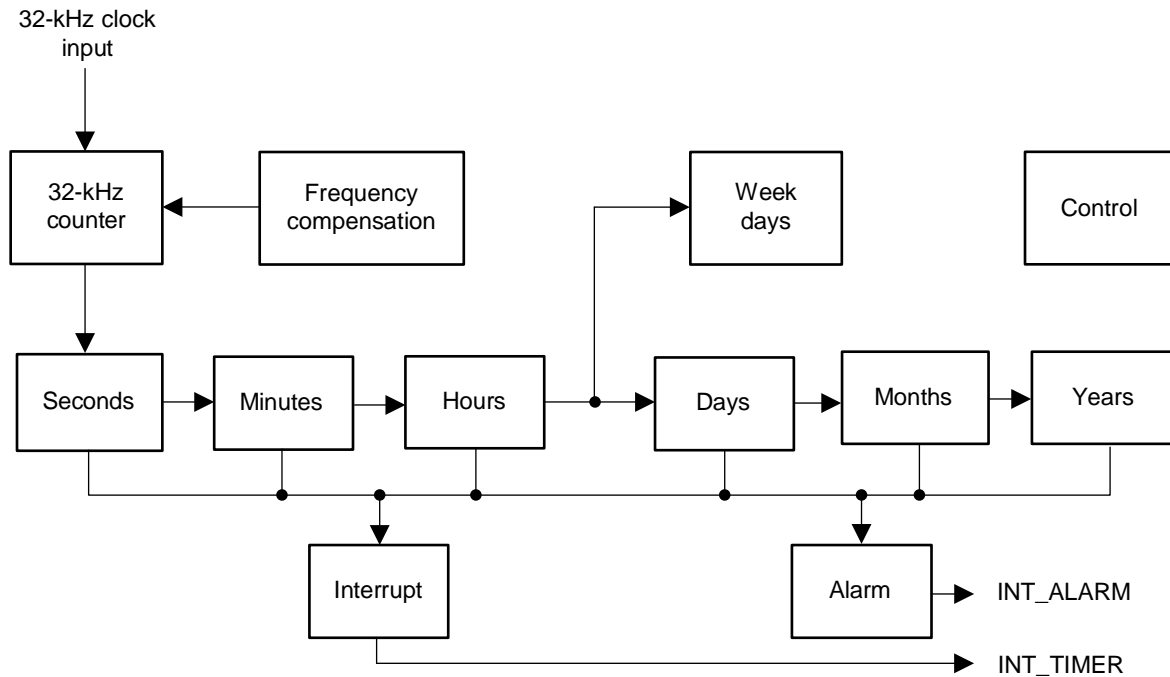 32-kHz clock
input
32-kHz
counter
Frequency
compensation
Week
days
Control
Seconds
Minutes
Hours
Days
Months
Years
Interrupt
Alarm
INT_ALARM
INT_TIMER